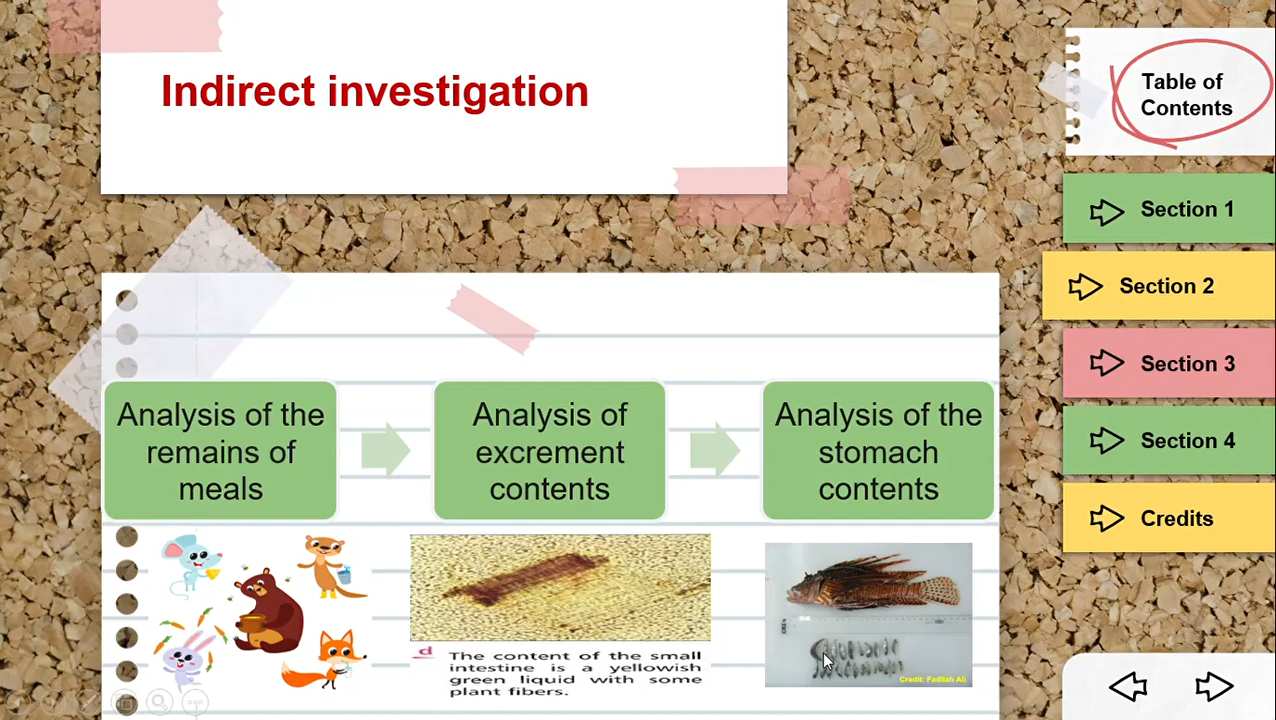 Indirect investigation
Table of
Contents
Section 1
Section 2
Section 3
Section 4
Credits
Analysis of the
remains of
meals
Analysis of
excrement
contents
Analysis of the
stomach
contents
d
The content of the small
intestine is a yellowish
green liquid with some
plant fibers.
Credit: Fadilah Ali